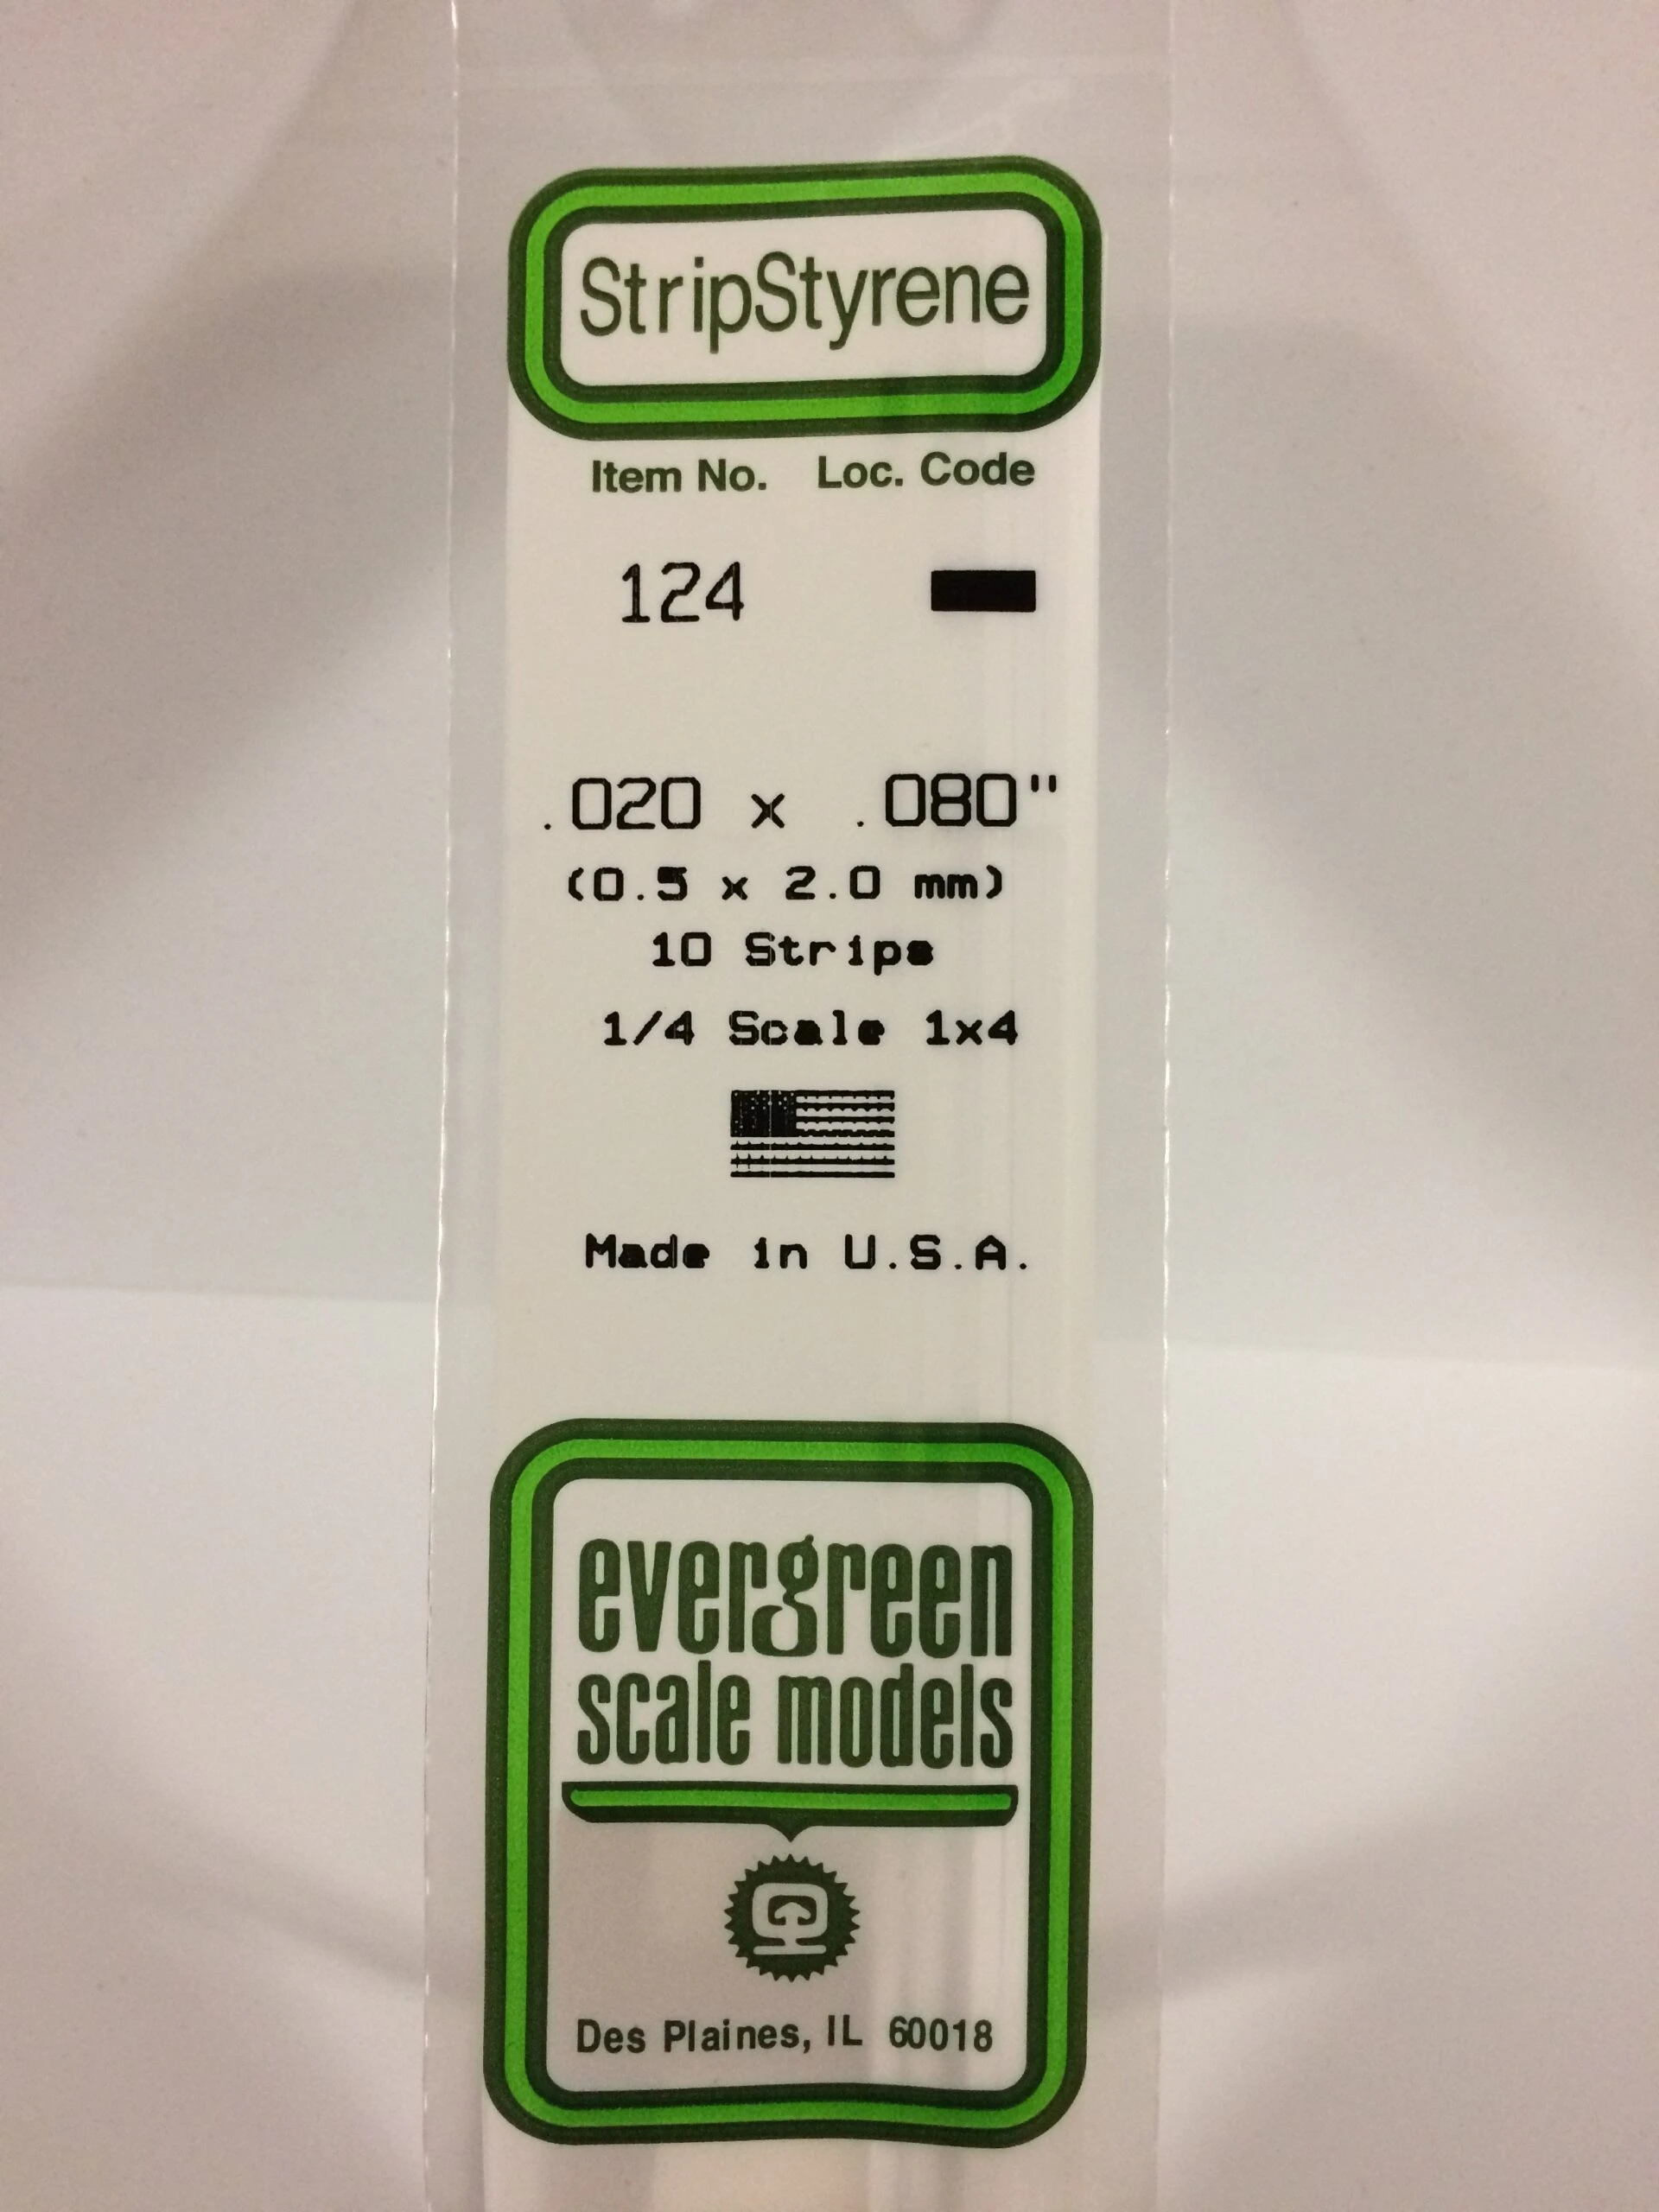 StripStyrene
Item No. Loc. Code
124
.020 x .080"
(0.5 x 2.0 mm)
10 Strips
1/4 Scale 1x4
Made in U.S.A.
evergreen
scale models
Des Plaines, IL 60018